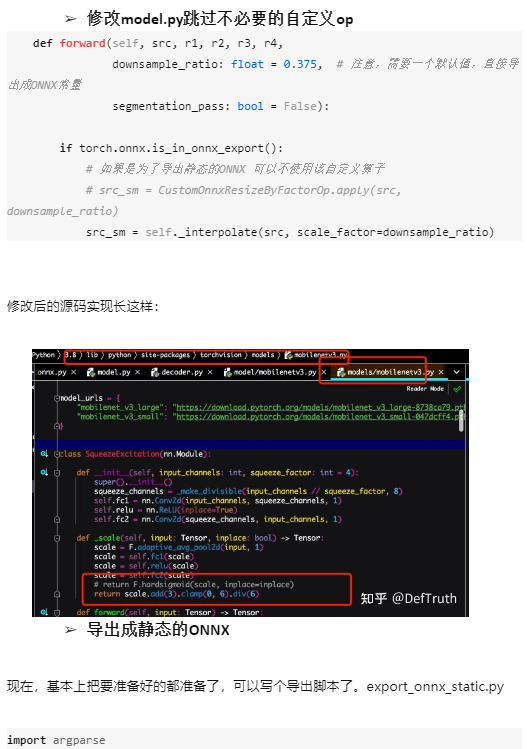 ➢ 修改model.py跳过不必要的自定义op
def forward(self, src, r1, r2, r3, r4,
downsample_ratio: float = 0.375, # 注意，需要一个默认值，直接导
出成ONNX常量
segmentation_pass: bool = False):
if torch.onnx.is_in_onnx_export():
# 如果是为了导出静态的ONNX 可以不使用该自定义算子
# src_sm = CustomOnnxResizeByFactorOp.apply(src,
downsample_ratio)
src_sm = self._interpolate(src, scale_factor=downsample_ratio)
修改后的源码实现长这样：
Python 〉 3.8 〉 lib 〉 python 〉 site-packages 〉 torchvision 〉 models 〉 mobilenetv3.py
onnx.py × model.py × decoder.py × model/mobilenetv3.py × models/mobilenetv3.py ×
Reader Mode
model_urls = {
"mobilenet_v3_large": "https://download.pytorch.org/models/mobilenet_v3_large-8738ca79.pt
"mobilenet_v3_small": "https://download.pytorch.org/models/mobilenet_v3_small-047dcff4.p
}
class SqueezeExcitation(nn.Module):
def __init__(self, input_channels: int, squeeze_factor: int = 4):
super().__init__()
squeeze_channels = _make_divisible(input_channels // squeeze_factor, 8)
self.fc1 = nn.Conv2d(input_channels, squeeze_channels, 1)
self.relu = nn.ReLU(inplace=True)
self.fc2 = nn.Conv2d(squeeze_channels, input_channels, 1)
def _scale(self, input: Tensor, inplace: bool) -> Tensor:
scale = F.adaptive_avg_pool2d(input, 1)
scale = self.fc1(scale)
scale = self.relu(scale)
scale = self.fc2(scale)
# return F.hardsigmoid(scale, inplace=inplace)
return scale.add(3).clamp(0, 6).div(6)
知乎 @DefTruth
def forward(self, input: Tensor) -> Tensor:
➢ 导出成静态的ONNX
现在，基本上把要准备好的都准备了，可以写个导出脚本了。export_onnx_static.py
import argparse